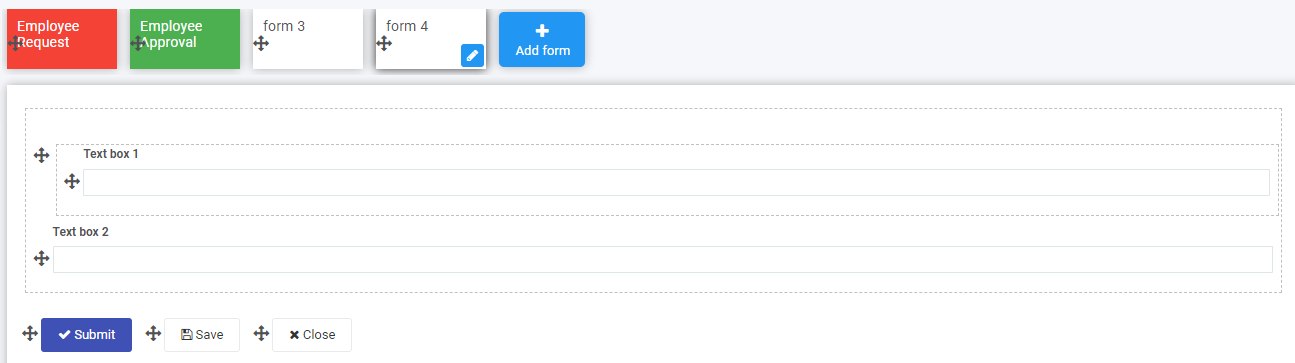 Employee
Request
Employee
Approval
form 3
form 4
Add form
Text box 1
Text box 2
Submit
Save
Close